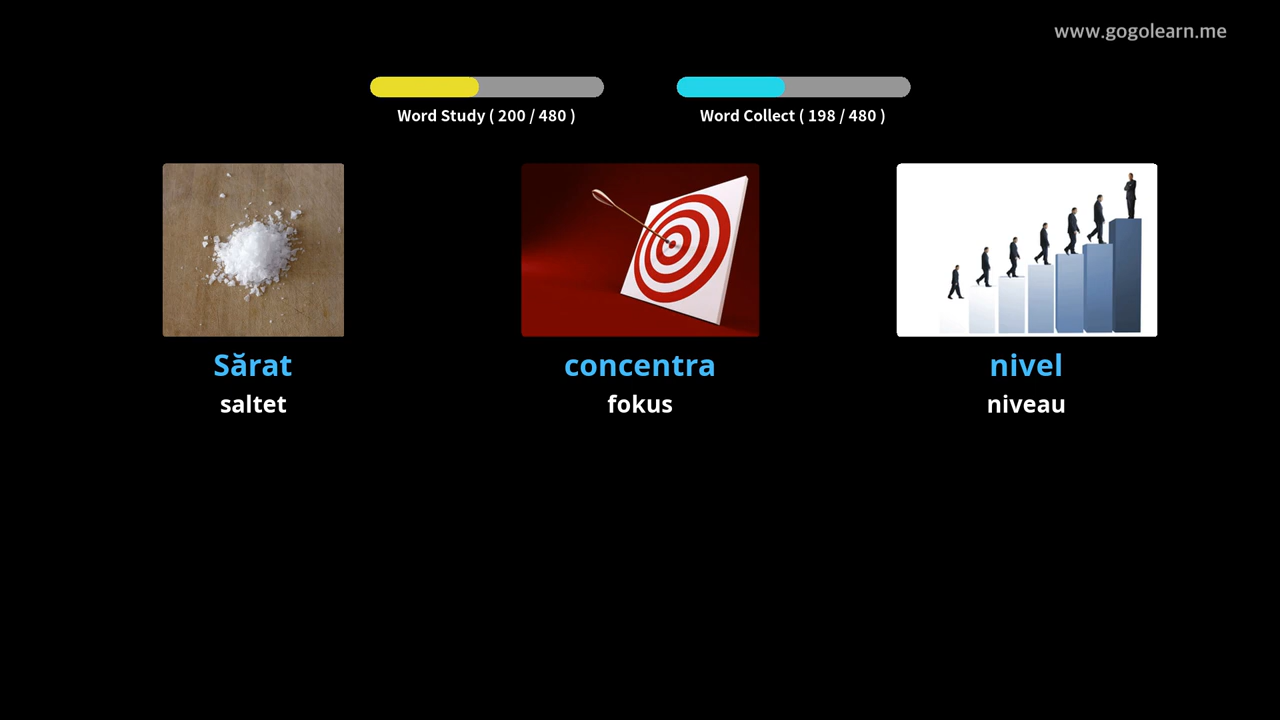 www.gogolearn.me
Word Study ( 200 / 480 )
Word Collect ( 198 / 480 )
Sărat
saltet
concentra
fokus
nivel
niveau